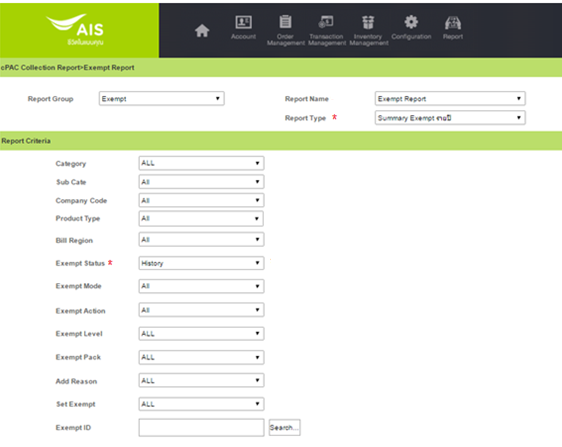 AIS
ชีวิตในแบบคุณ
Account
Order Management
Transaction Management
Inventory Management
Configuration
Report
cPAC Collection Report>Exempt Report
Report Group Exempt Report Name Exempt Report
Report Type * Summary Exempt รายปี
Report Criteria
Category ALL
Sub Cate All
Company Code All
Product Type All
Bill Region All
Exempt Status * History
Exempt Mode All
Exempt Action All
Exempt Level ALL
Exempt Pack ALL
Add Reason ALL
Set Exempt ALL
Exempt ID Search...